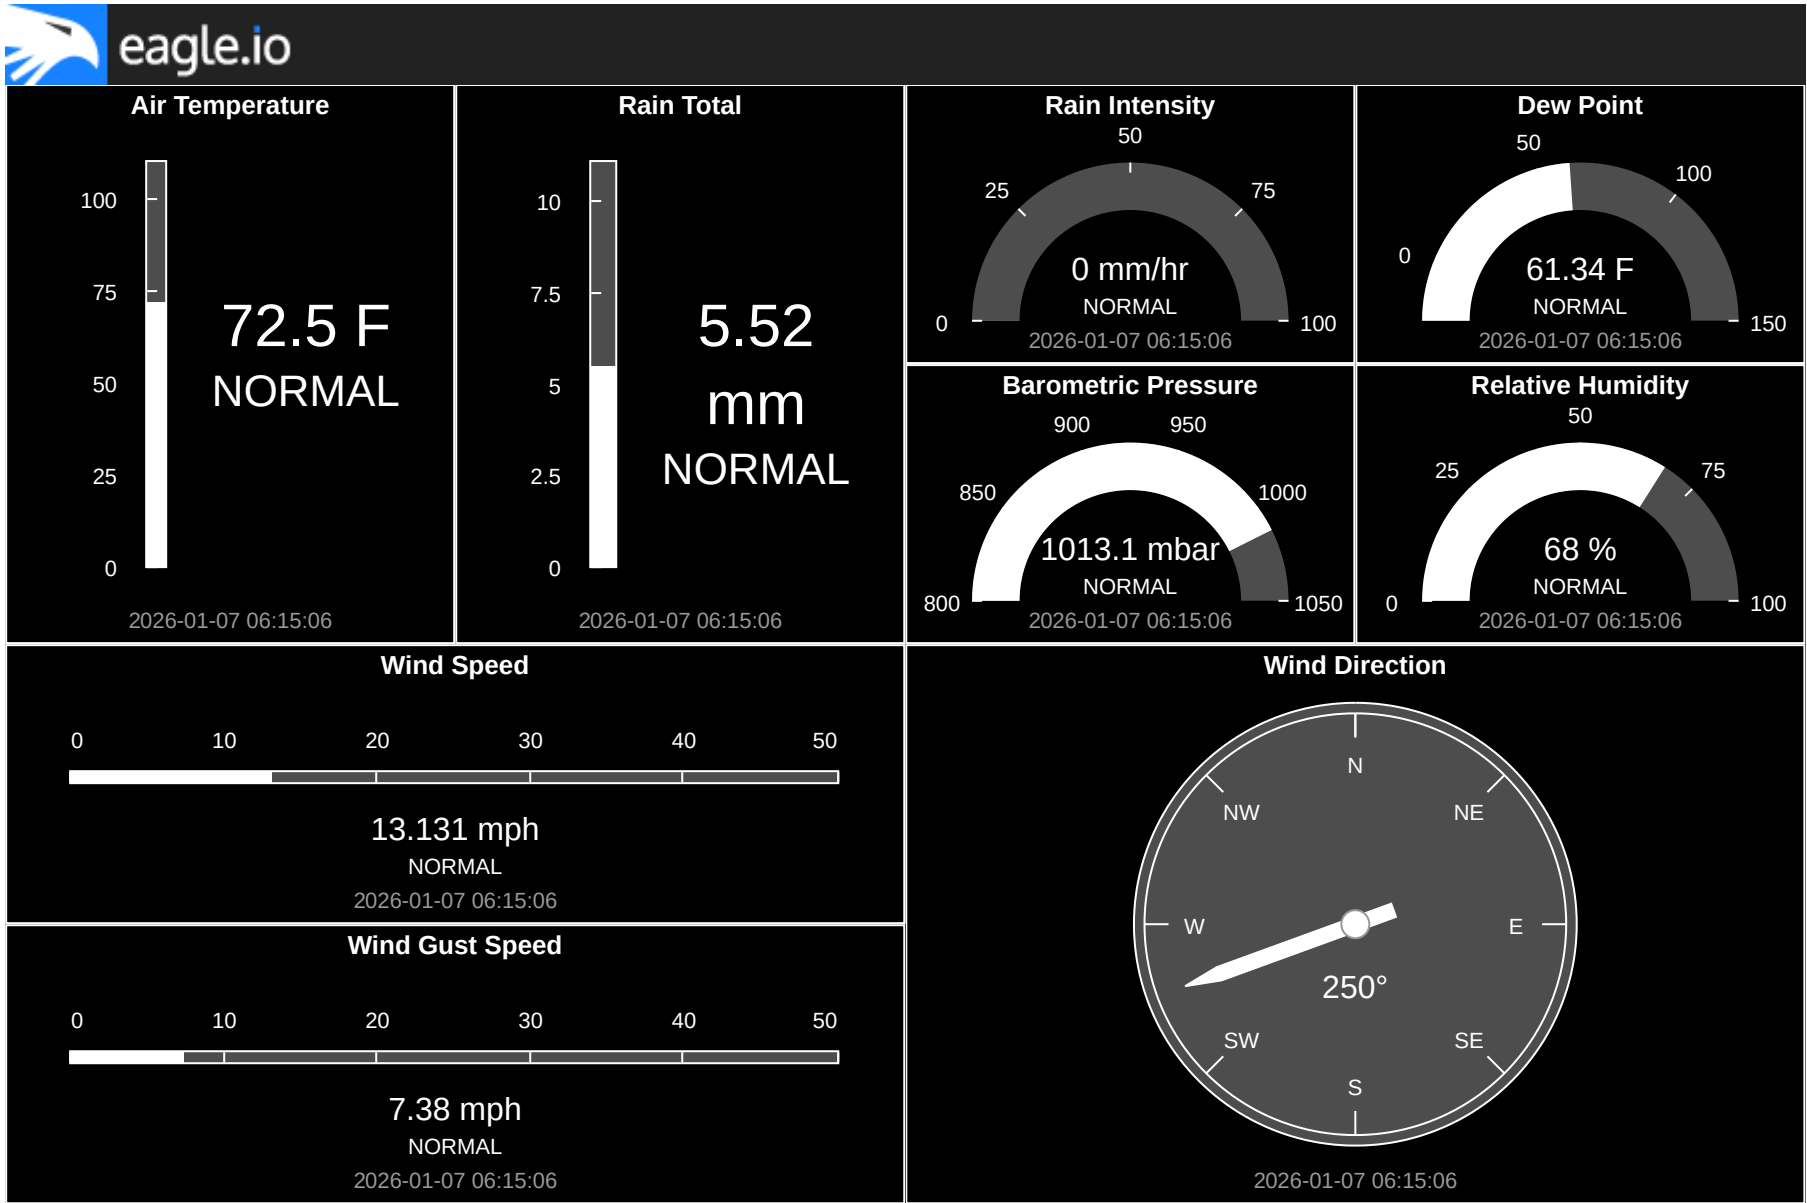 eagle.io
Air Temperature
100
75
50
25
0
72.5 F
NORMAL
2026-01-07 06:15:06
Rain Total
10
7.5
5
2.5
0
5.52
mm
NORMAL
2026-01-07 06:15:06
Rain Intensity
0
25
50
75
100
0 mm/hr
NORMAL
2026-01-07 06:15:06
Dew Point
0
50
100
150
61.34 F
NORMAL
2026-01-07 06:15:06
Barometric Pressure
800
850
900
950
1000
1050
1013.1 mbar
NORMAL
2026-01-07 06:15:06
Relative Humidity
0
25
50
75
100
68 %
NORMAL
2026-01-07 06:15:06
Wind Speed
0 10 20 30 40 50
13.131 mph
NORMAL
2026-01-07 06:15:06
Wind Gust Speed
0 10 20 30 40 50
7.38 mph
NORMAL
2026-01-07 06:15:06
Wind Direction
N
NW NE
W E
250°
SW SE
S
2026-01-07 06:15:06